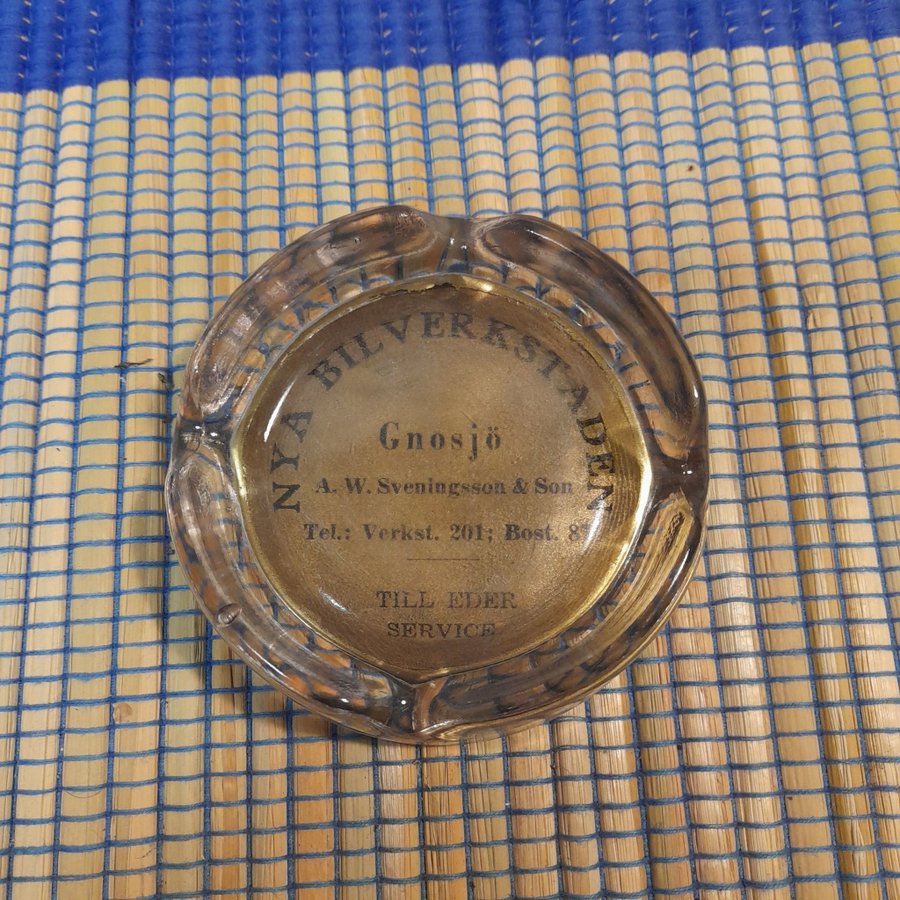 NYA BILVERKSTADEN
Gnosjö
A. W. Sveningsson & Son
Tel.: Verkst. 201; Bost.
TILL EDER
SERVICE